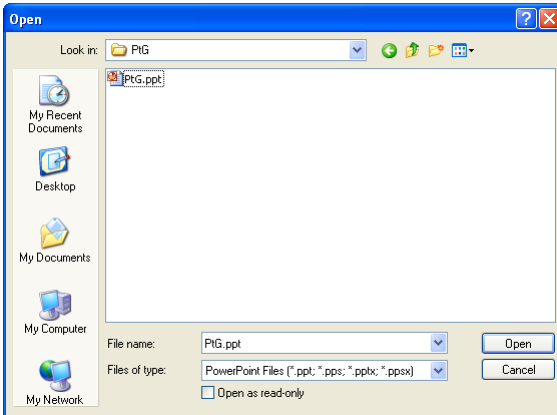 Open
Look in:
PtG
PtG.ppt
My Recent
Documents
Desktop
My Documents
My Computer
My Network
File name:
PtG.ppt
Open
Files of type:
PowerPoint Files (*.ppt; *.pps; *.pptx; *.ppsx)
Cancel
Open as read-only